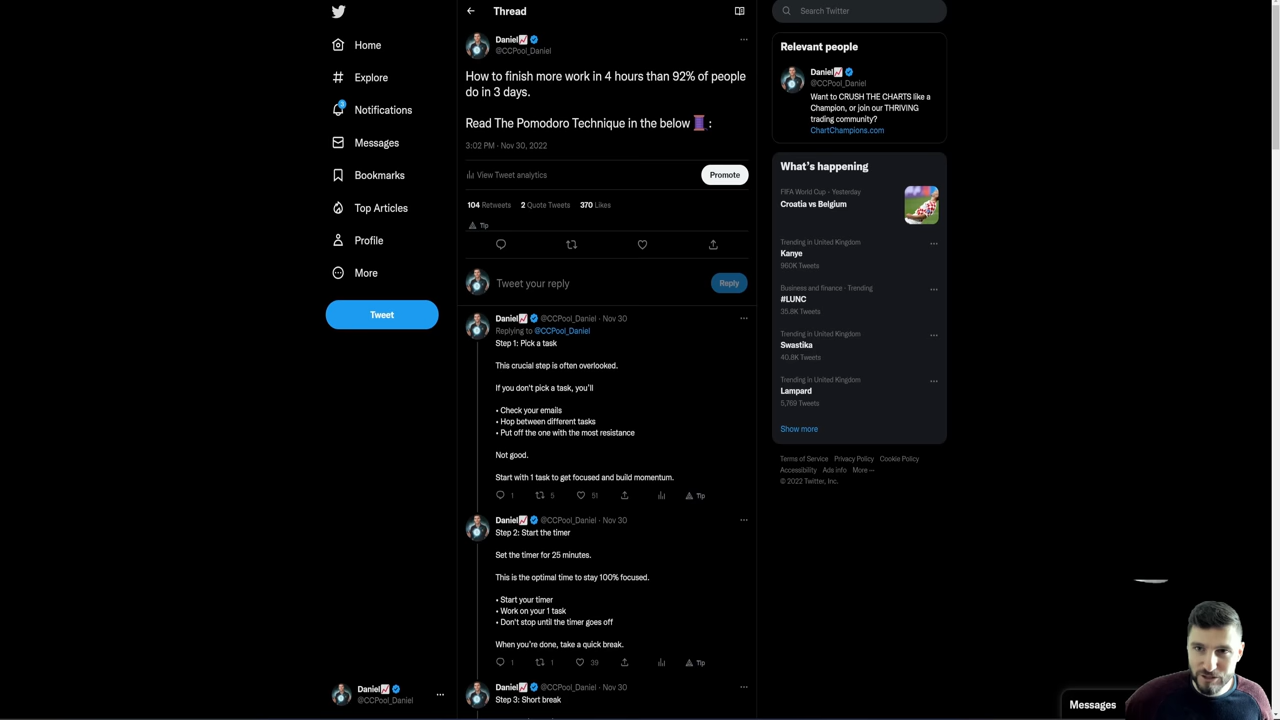 Home
Explore
3
Notifications
Messages
Bookmarks
Top Articles
Profile
More
Tweet
Daniel
@CCPool_Daniel
Thread
Daniel
@CCPool_Daniel
How to finish more work in 4 hours than 92% of people
do in 3 days.
Read The Pomodoro Technique in the below 🧵 :
3:02 PM · Nov 30, 2022
View Tweet analytics
Promote
104 Retweets 2 Quote Tweets 370 Likes
Tip
Tweet your reply
Reply
Daniel @CCPool_Daniel · Nov 30
Replying to @CCPool_Daniel
Step 1: Pick a task
This crucial step is often overlooked.
If you don't pick a task, you'll
• Check your emails
• Hop between different tasks
• Put off the one with the most resistance
Not good.
Start with 1 task to get focused and build momentum.
1 5 51 Tip
Daniel @CCPool_Daniel · Nov 30
Step 2: Start the timer
Set the timer for 25 minutes.
This is the optimal time to stay 100% focused.
• Start your timer
• Work on your 1 task
• Don't stop until the timer goes off
When you're done, take a quick break.
1 1 39 Tip
Daniel @CCPool_Daniel · Nov 30
Step 3: Short break
Search Twitter
Relevant people
Daniel
@CCPool_Daniel
Want to CRUSH THE CHARTS like a
Champion, or join our THRIVING
trading community?
ChartChampions.com
What's happening
FIFA World Cup · Yesterday
Croatia vs Belgium
Trending in United Kingdom
Kanye
960K Tweets
Business and finance · Trending
#LUNC
35.8K Tweets
Trending in United Kingdom
Swastika
40.8K Tweets
Trending in United Kingdom
Lampard
5,769 Tweets
Show more
Terms of Service Privacy Policy Cookie Policy
Accessibility Ads info More ···
© 2022 Twitter, Inc.
Messages